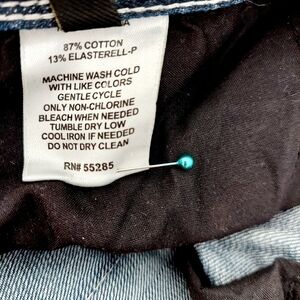 87% COTTON
13% ELASTERELL-P
MACHINE WASH COLD
WITH LIKE COLORS
GENTLE CYCLE
ONLY NON-CHLORINE
BLEACH WHEN NEEDED
TUMBLE DRY LOW
COOL IRON IF NEEDED
DO NOT DRY CLEAN
RN# 55285